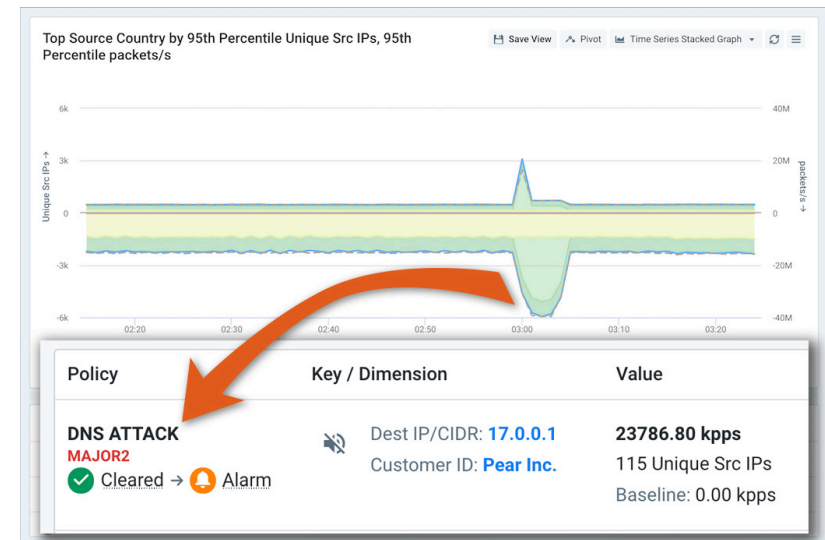 Top Source Country by 95th Percentile Unique Src IPs, 95th
Percentile packets/s
Save View
Pivot
Time Series Stacked Graph
6k
3k
0
-3k
-6k
Unique Src IPs →
40M
20M
0
-20M
-40M
packets/s →
02:20
02:30
02:40
02:50
03:00
03:10
03:20
Policy
Key / Dimension
Value
DNS ATTACK
MAJOR2
Cleared → Alarm
Dest IP/CIDR: 17.0.0.1
Customer ID: Pear Inc.
23786.80 kpps
115 Unique Src IPs
Baseline: 0.00 kpps